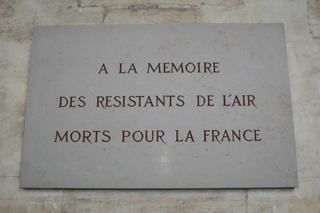 A LA MEMOIRE
DES RESISTANTS DE L'AIR
MORTS POUR LA FRANCE